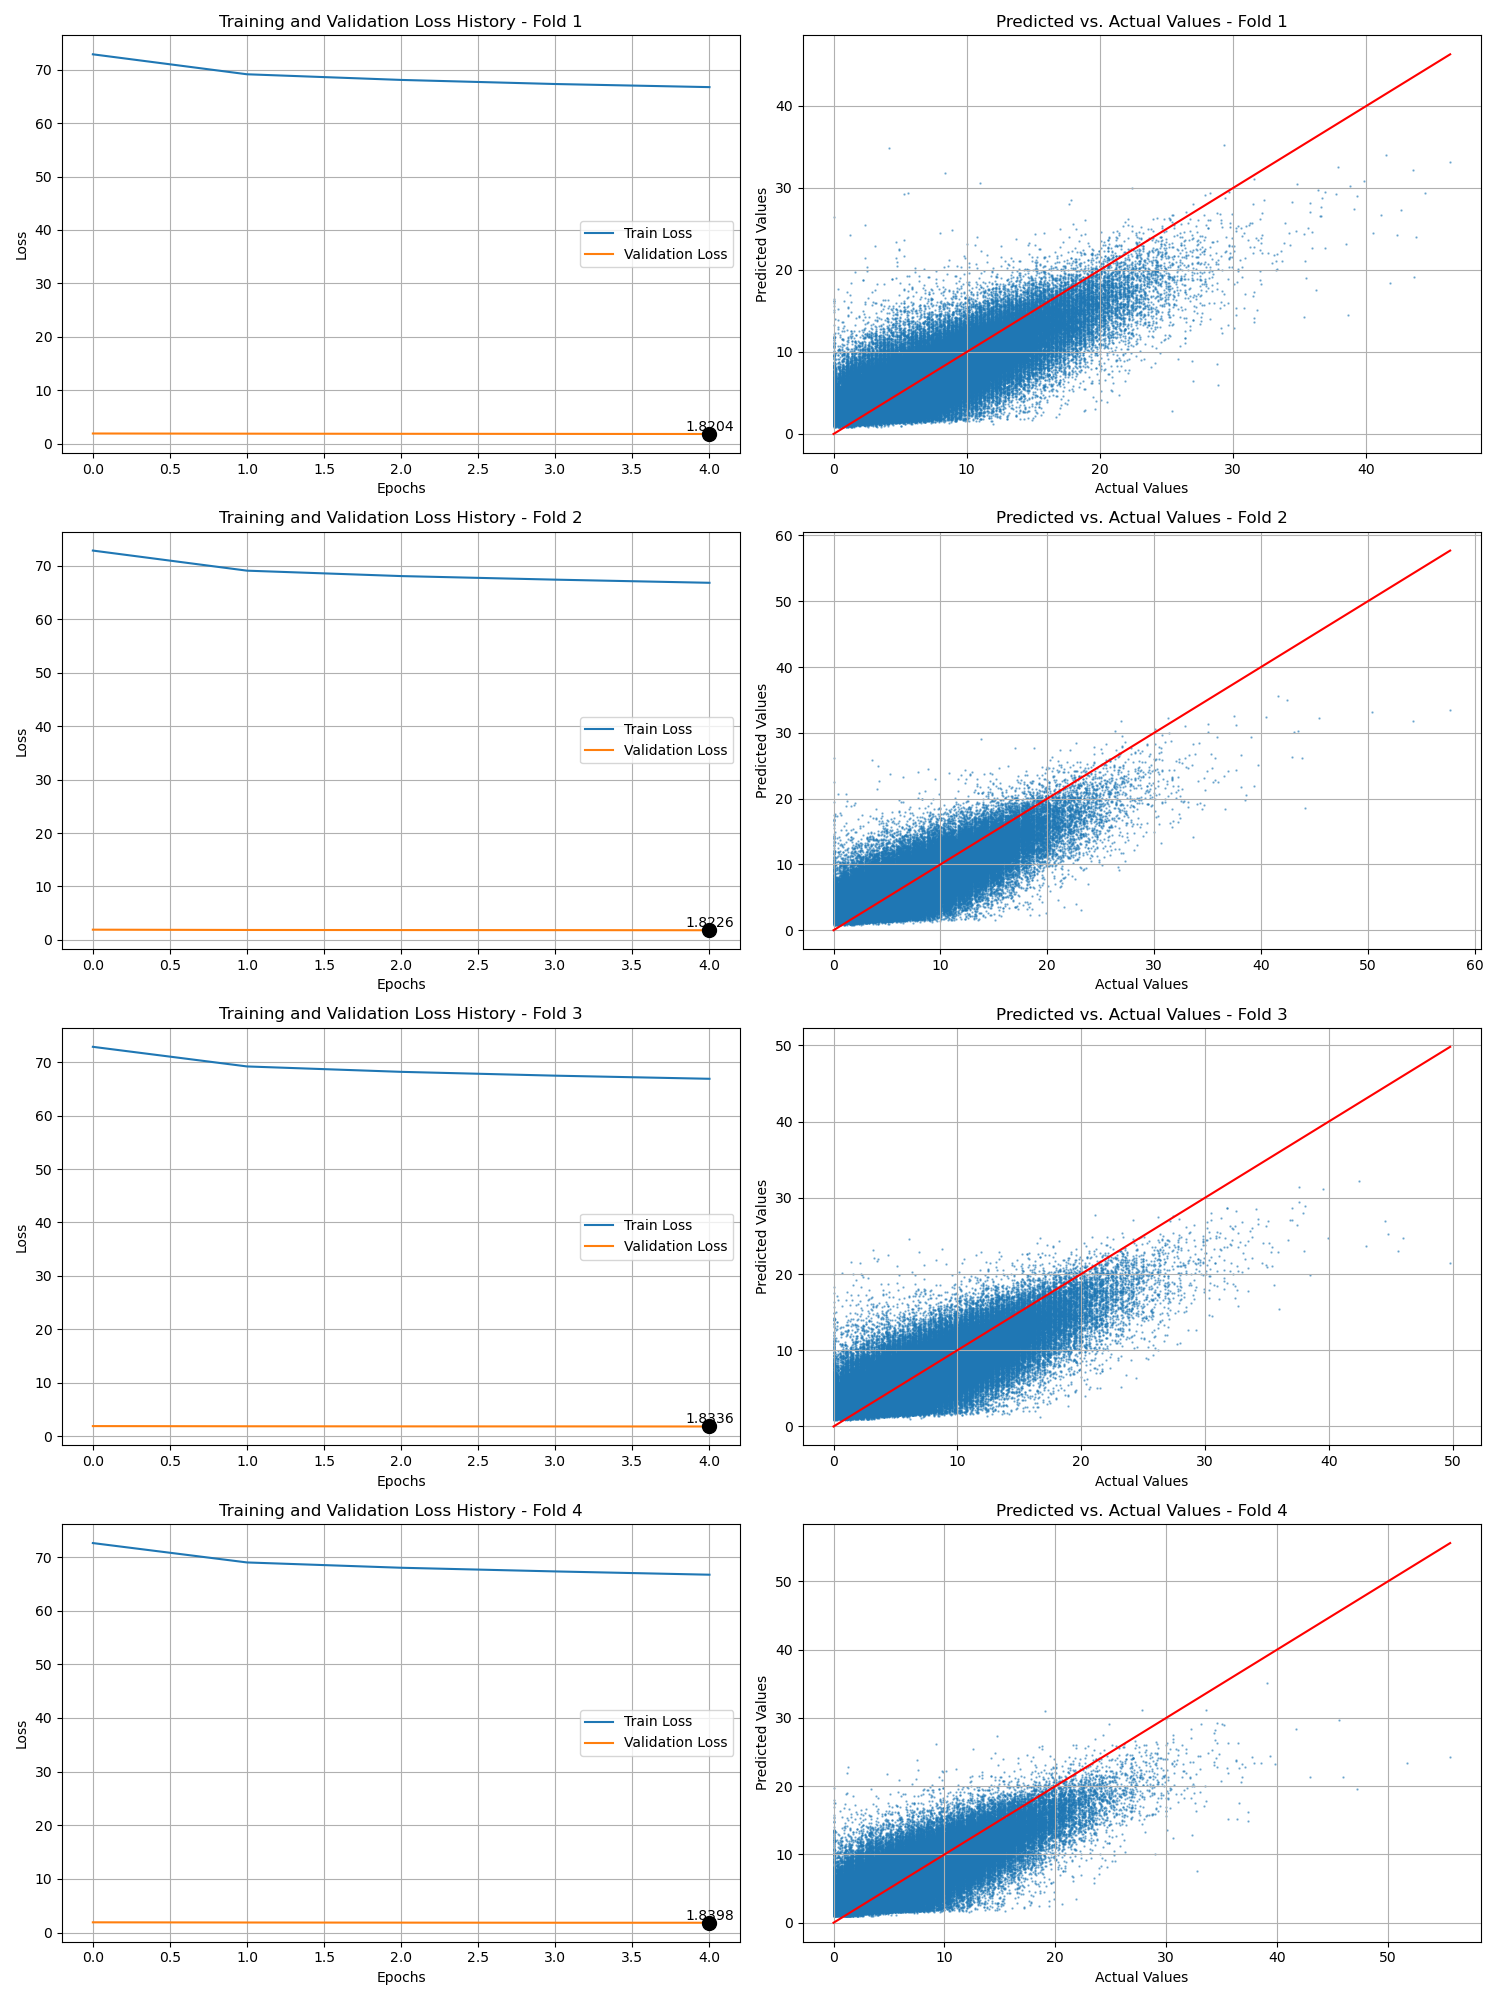 Training and Validation Loss History - Fold 1
Loss
70
60
50
40
30
20
10
0
Train Loss
Validation Loss
1.8204
0.0 0.5 1.0 1.5 2.0 2.5 3.0 3.5 4.0
Epochs
Predicted vs. Actual Values - Fold 1
Predicted Values
40
30
20
10
0
0 10 20 30 40
Actual Values
Training and Validation Loss History - Fold 2
Loss
70
60
50
40
30
20
10
0
Train Loss
Validation Loss
1.8226
0.0 0.5 1.0 1.5 2.0 2.5 3.0 3.5 4.0
Epochs
Predicted vs. Actual Values - Fold 2
Predicted Values
60
50
40
30
20
10
0
0 10 20 30 40 50 60
Actual Values
Training and Validation Loss History - Fold 3
Loss
70
60
50
40
30
20
10
0
Train Loss
Validation Loss
1.8336
0.0 0.5 1.0 1.5 2.0 2.5 3.0 3.5 4.0
Epochs
Predicted vs. Actual Values - Fold 3
Predicted Values
50
40
30
20
10
0
0 10 20 30 40 50
Actual Values
Training and Validation Loss History - Fold 4
Loss
70
60
50
40
30
20
10
0
Train Loss
Validation Loss
1.8398
0.0 0.5 1.0 1.5 2.0 2.5 3.0 3.5 4.0
Epochs
Predicted vs. Actual Values - Fold 4
Predicted Values
50
40
30
20
10
0
0 10 20 30 40 50
Actual Values